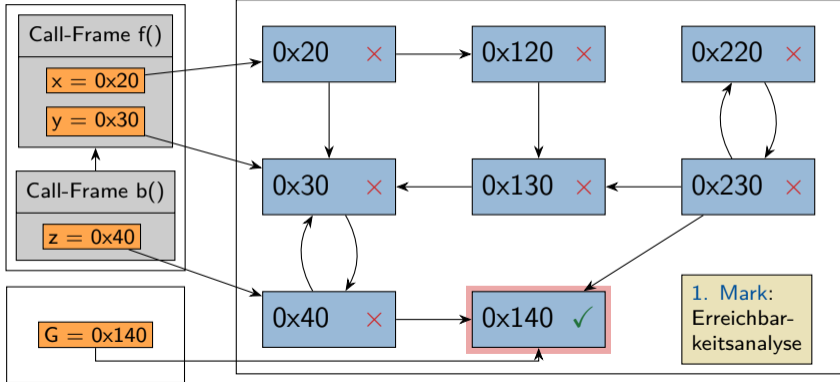 Call-Frame f()
x = 0x20
y = 0x30
Call-Frame b()
z = 0x40
G = 0x140
0x20 ×
0x120 ×
0x220 ×
0x30 ×
0x130 ×
0x230 ×
0x40 ×
0x140 ✓
1. Mark:
Erreichbar-
keitsanalyse